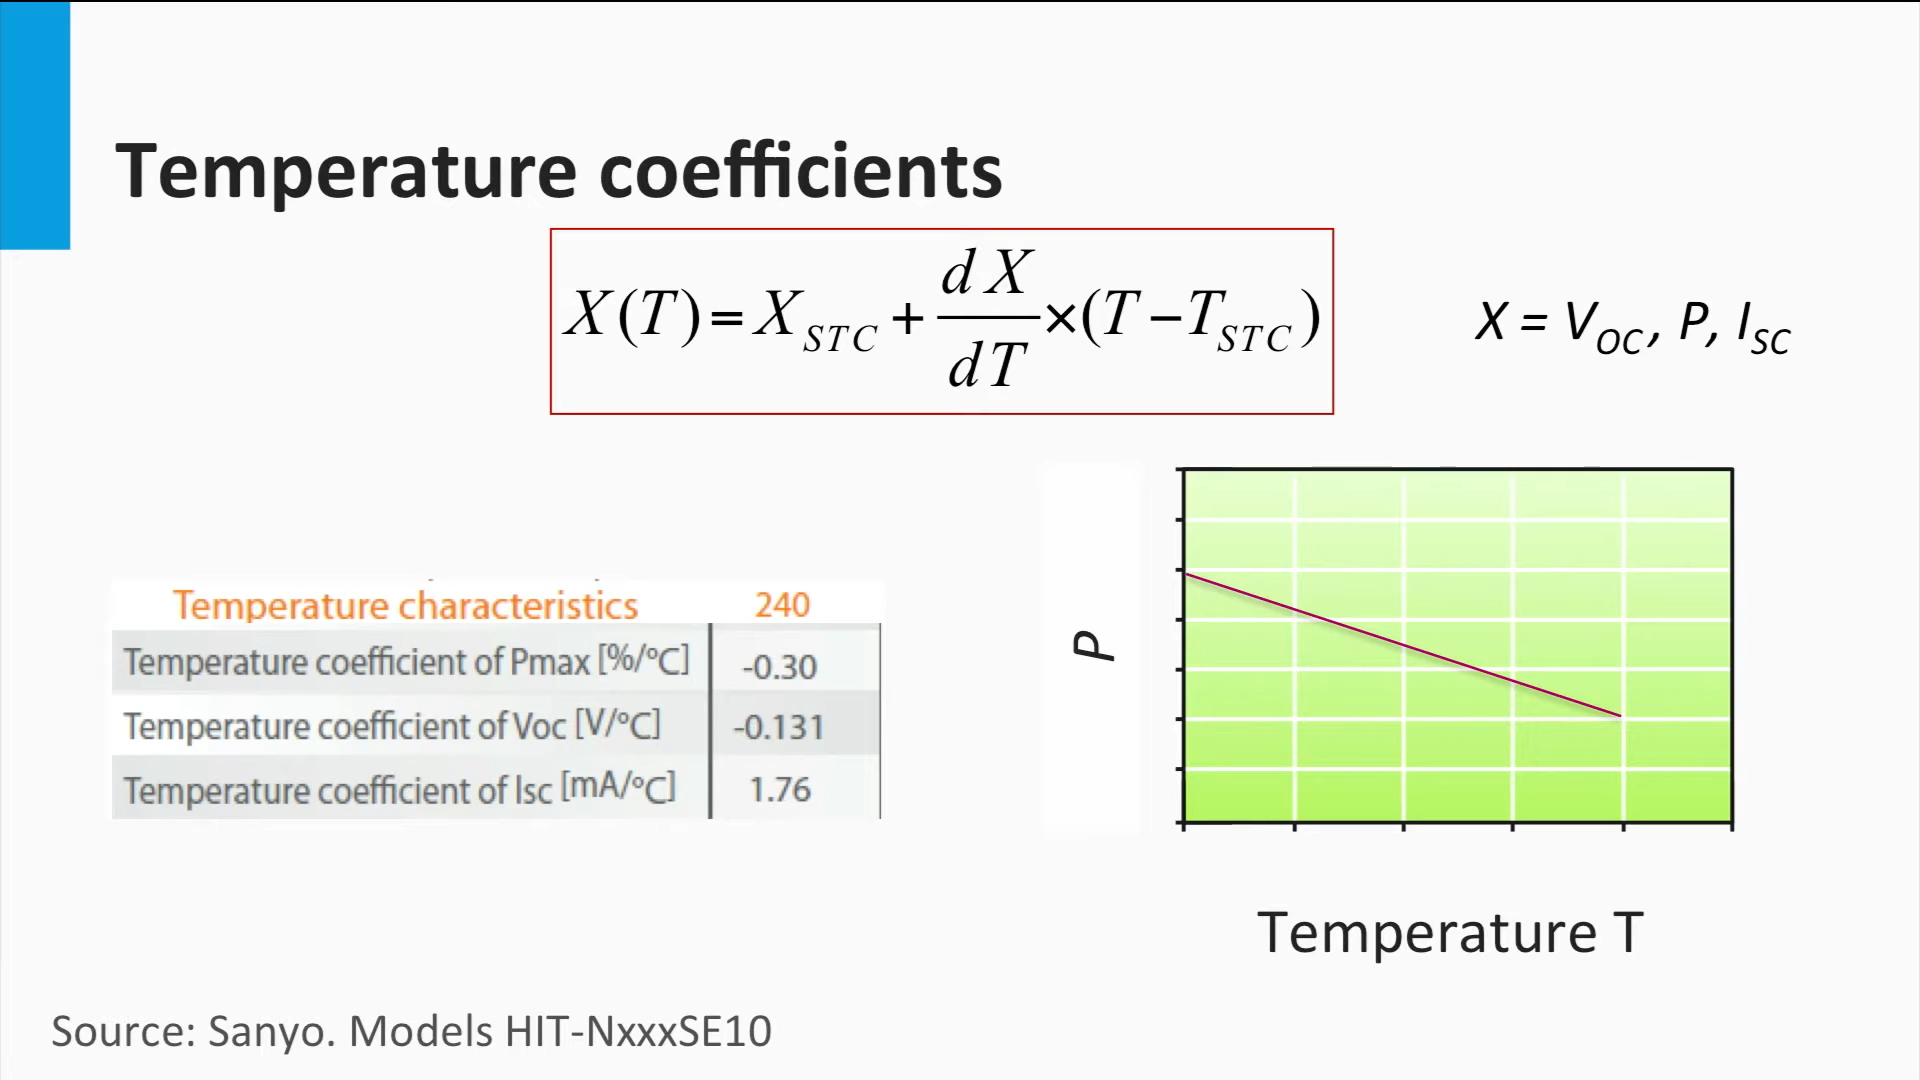 Temperature coefficients
X(T) = X_STC + dX/dT × (T − T_STC)
X = V_OC, P, I_SC
Temperature characteristics 240
Temperature coefficient of Pmax [%/°C] -0.30
Temperature coefficient of Voc [V/°C] -0.131
Temperature coefficient of Isc [mA/°C] 1.76
P
Temperature T
Source: Sanyo. Models HIT-NxxxSE10